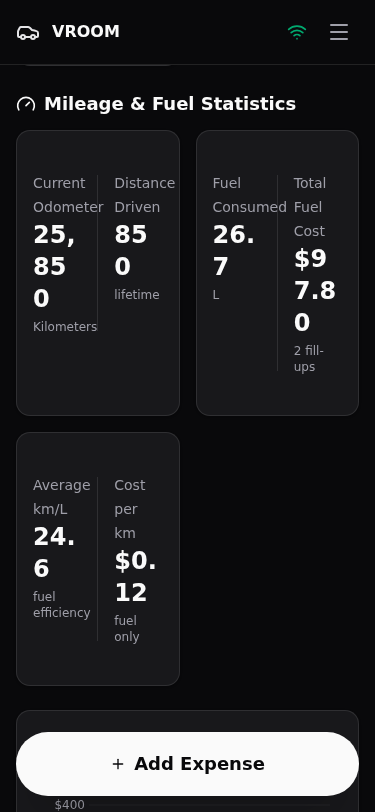 VROOM
Mileage & Fuel Statistics
Current
Odometer
25,
85
0
Kilometers
Distance
Driven
85
0
lifetime
Fuel
Consumed
26.
7
L
Total
Fuel
Cost
$9
7.8
0
2 fill-
ups
Average
km/L
24.
6
fuel
efficiency
Cost
per
km
$0.
12
fuel
only
+ Add Expense
$400